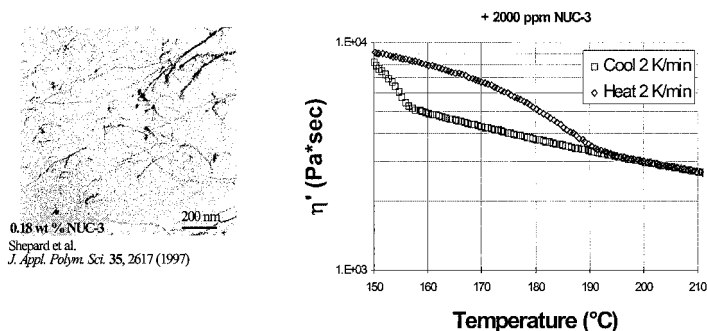 200 nm
0.18 wt % NUC-3
Shepard et al.
J. Appl. Polym. Sci. 35, 2617 (1997)
+ 2000 ppm NUC-3
1.E+04
1.E+03
η' (Pa*sec)
Cool 2 K/min
Heat 2 K/min
150 160 170 180 190 200 210
Temperature (°C)